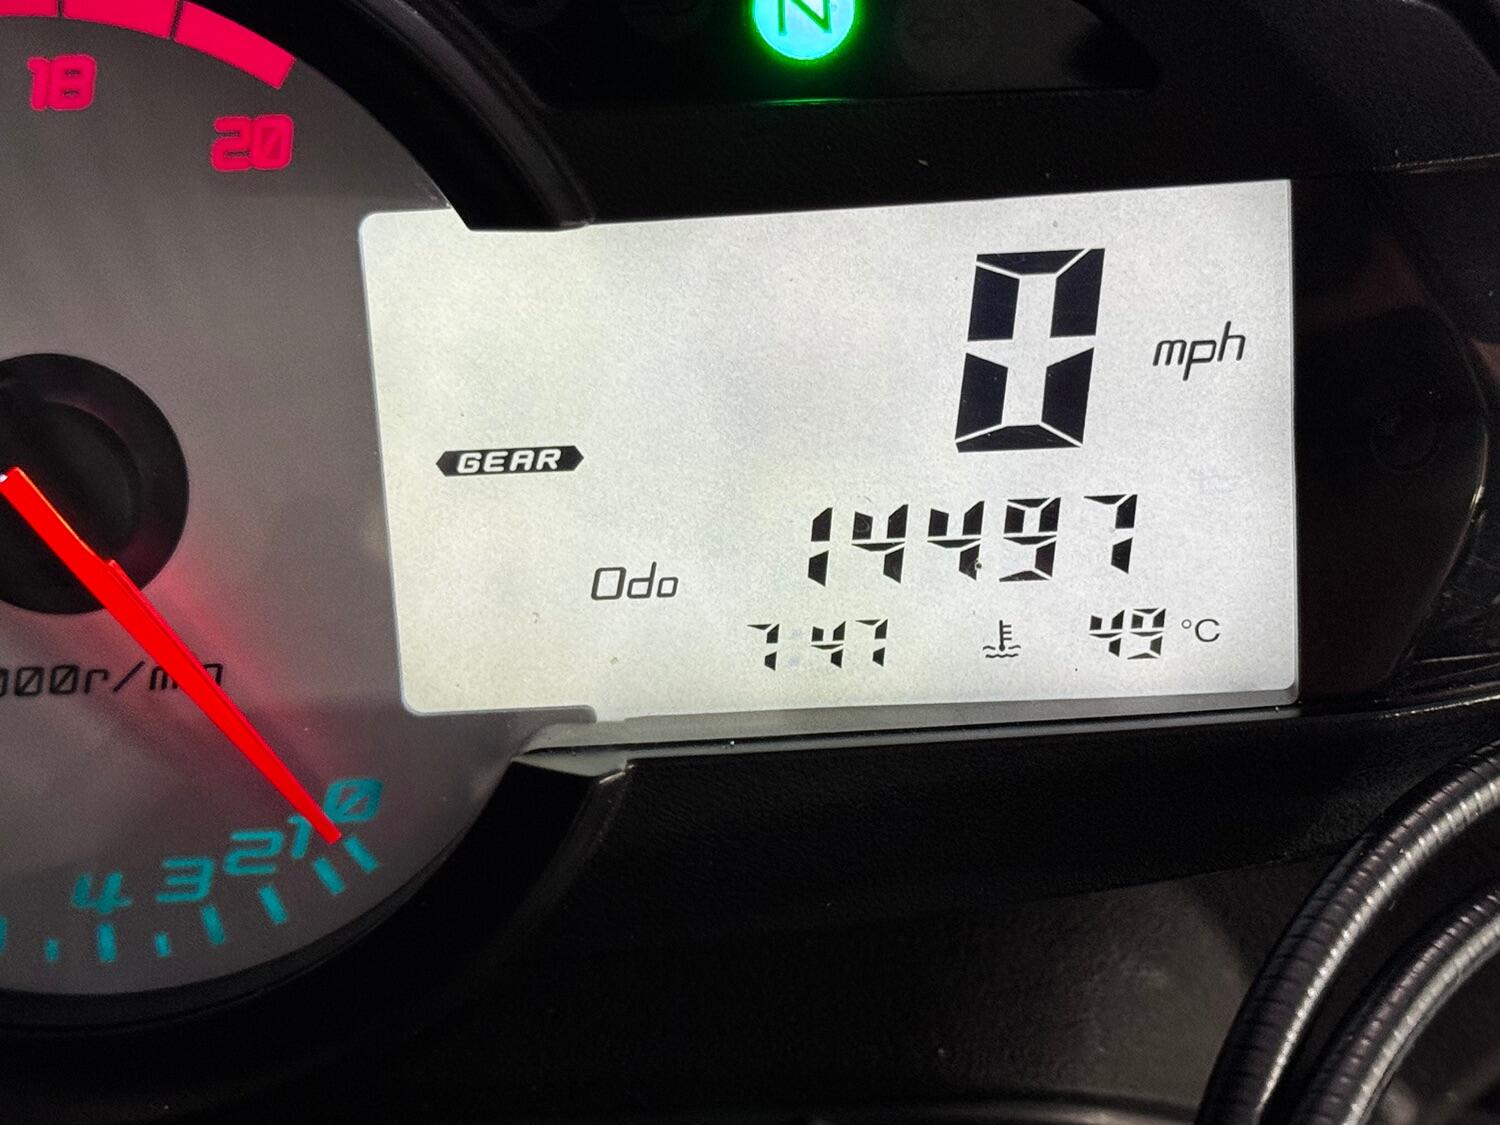 N
18
20
0
mph
GEAR
Odo 14497
7:47 49 °C
000r/min
0
1
2
3
4